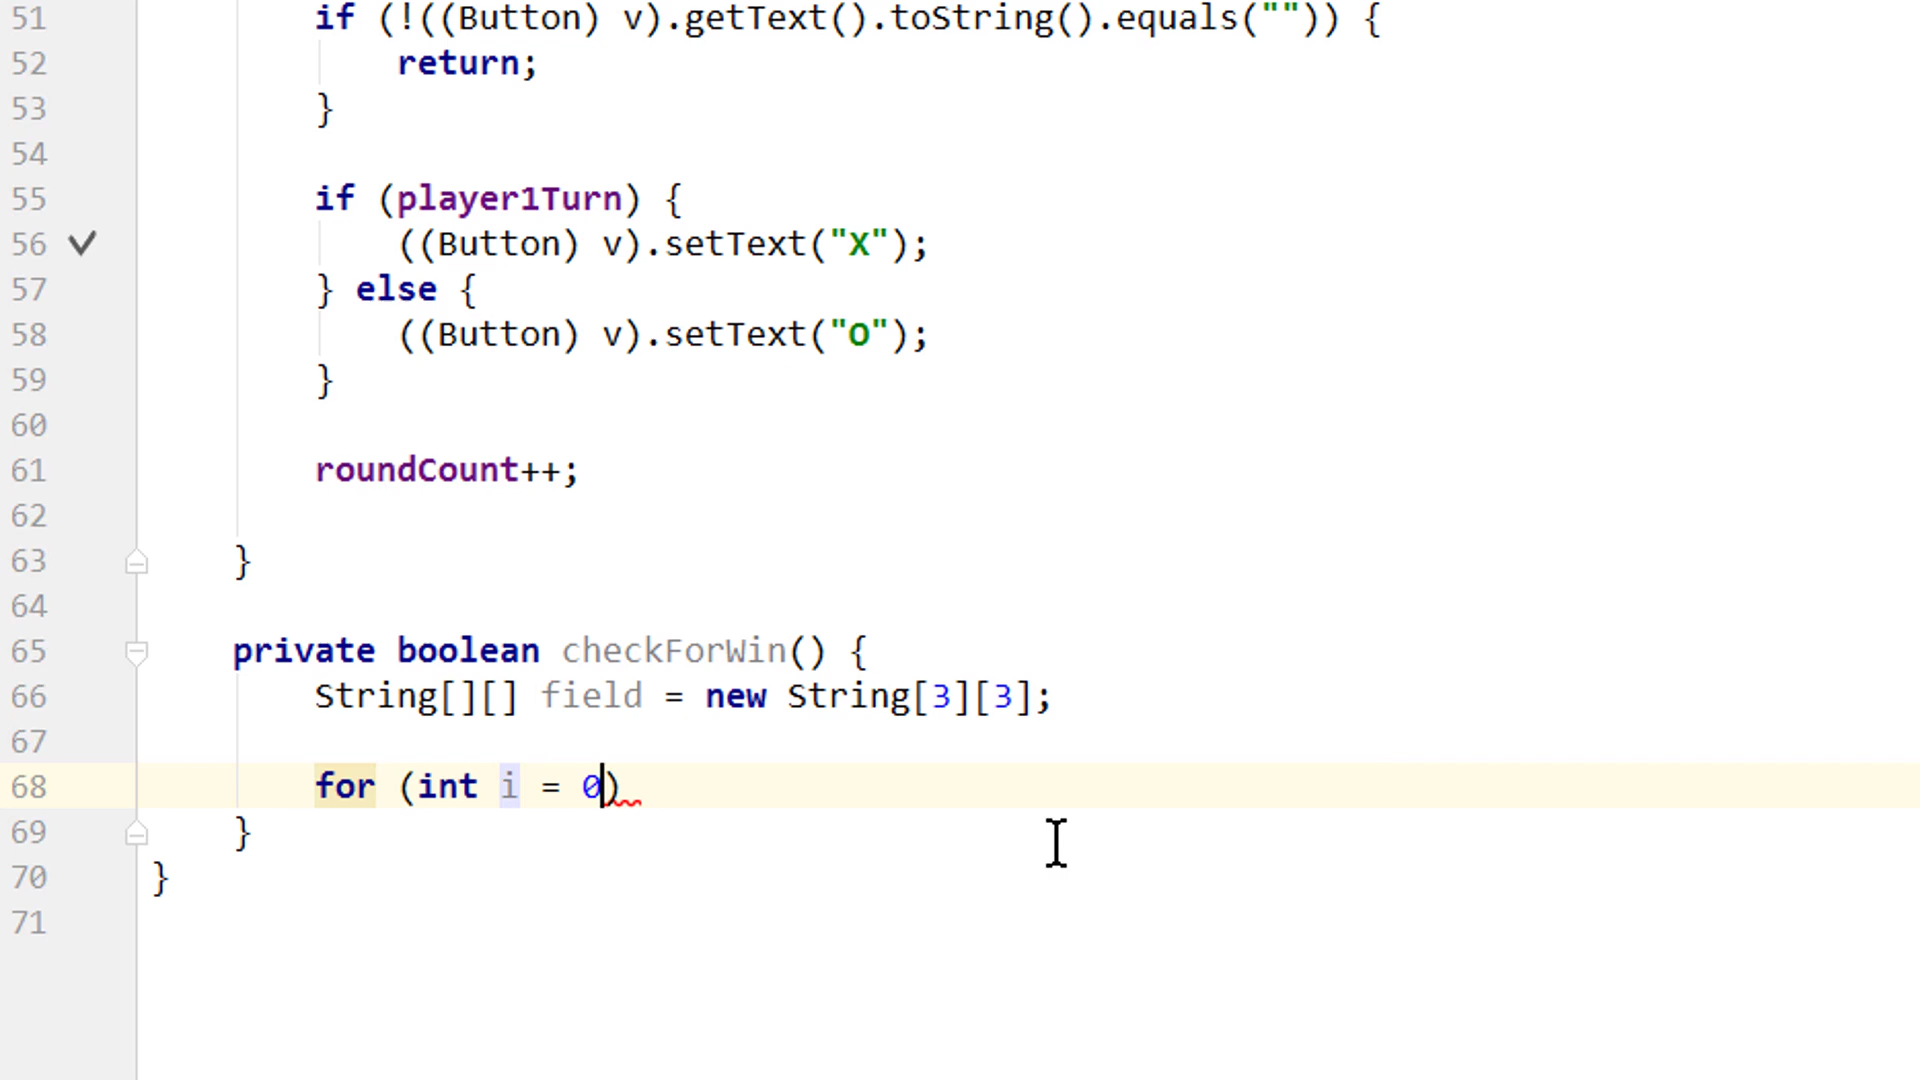 51 if (!((Button) v).getText().toString().equals("")) {
52 return;
53 }
54
55 if (player1Turn) {
56 ((Button) v).setText("X");
57 } else {
58 ((Button) v).setText("O");
59 }
60
61 roundCount++;
62
63 }
64
65 private boolean checkForWin() {
66 String[][] field = new String[3][3];
67
68 for (int i = 0)
69 }
70 }
71